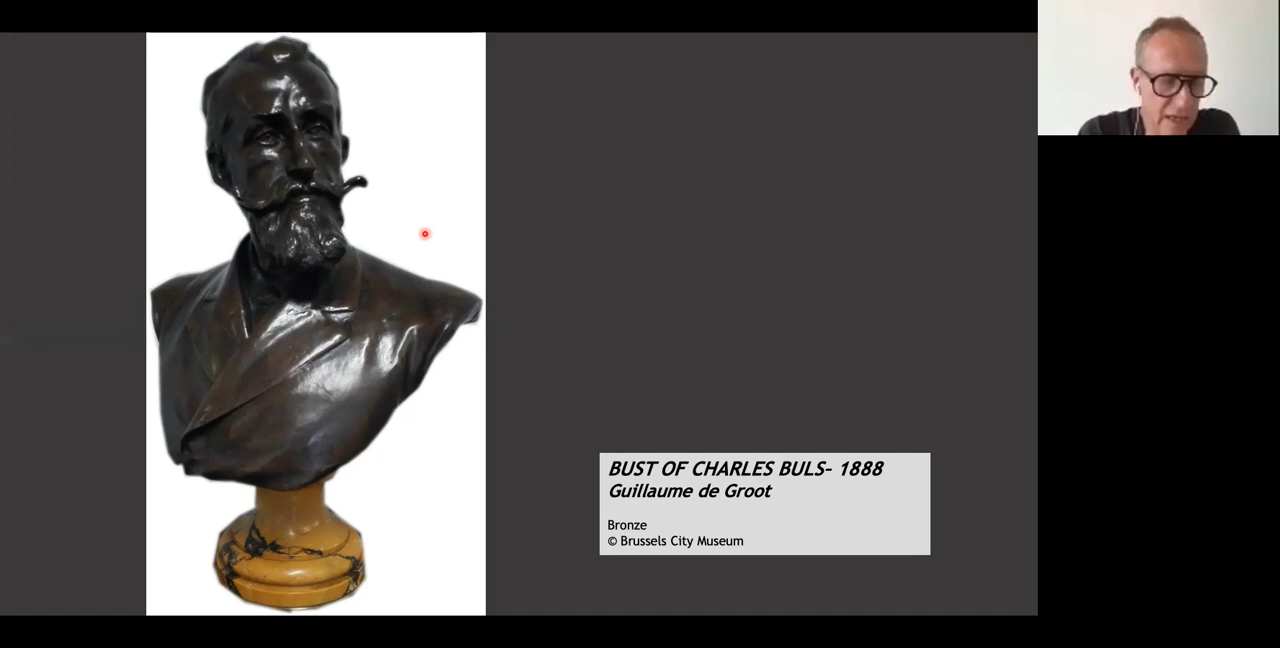 BUST OF CHARLES BULS– 1888
Guillaume de Groot
Bronze
© Brussels City Museum